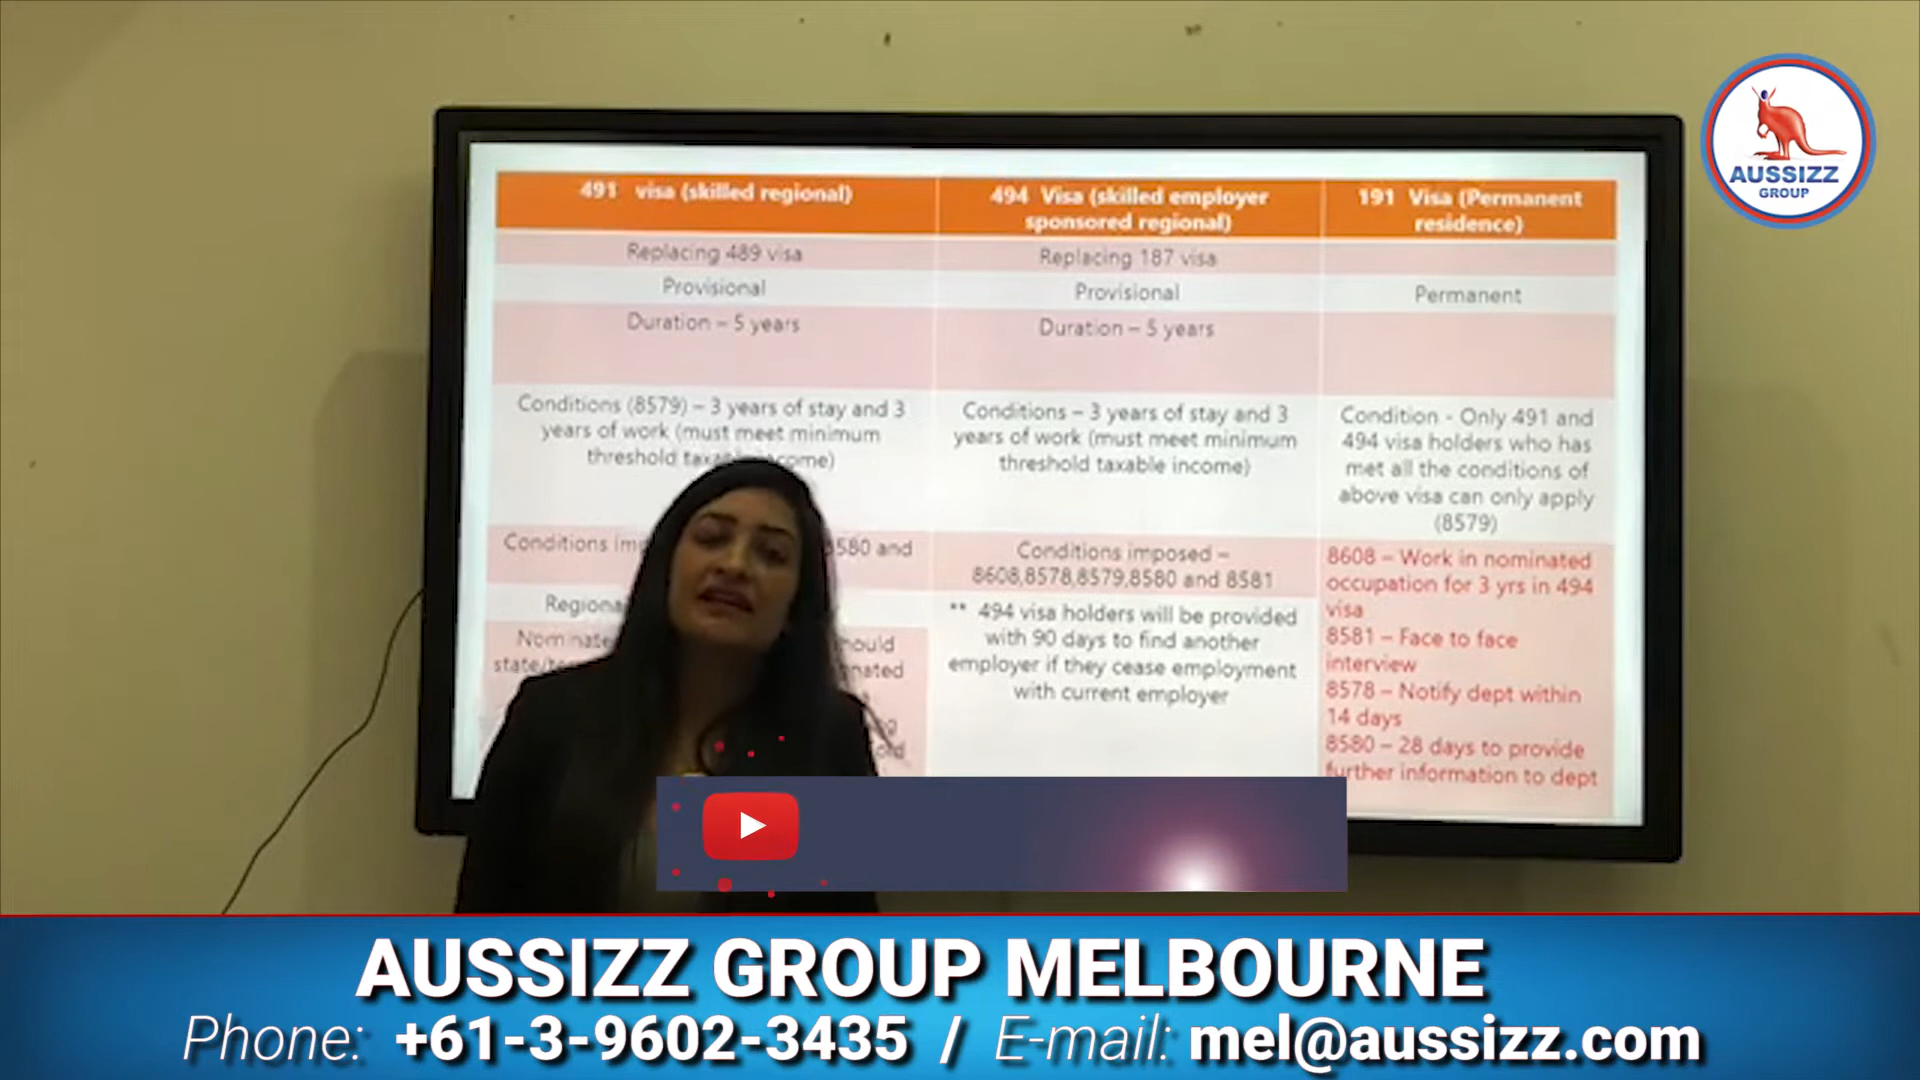 491 visa (skilled regional)
494 Visa (skilled employer
sponsored regional)
191 Visa (Permanent
residence)
Replacing 489 visa
Replacing 187 visa
Provisional
Provisional
Permanent
Duration – 5 years
Duration – 5 years
Conditions (8579) – 3 years of stay and 3
years of work (must meet minimum
threshold
Conditions – 3 years of stay and 3
years of work (must meet minimum
threshold taxable income)
Condition - Only 491 and
494 visa holders who has
met all the conditions of
above visa can only apply
(8579)
Conditions
and
Conditions imposed –
8608,8578,8579,8580 and 8581
** 494 visa holders will be provided
with 90 days to find another
employer if they cease employment
with current employer
8608 – Work in nominated
occupation for 3 yrs in 494
visa
8581 – Face to face
interview
8578 – Notify dept within
14 days
8580 – 28 days to provide
further information to dept
AUSSIZZ
GROUP
AUSSIZZ GROUP MELBOURNE
Phone: +61-3-9602-3435 / E-mail: mel@aussizz.com